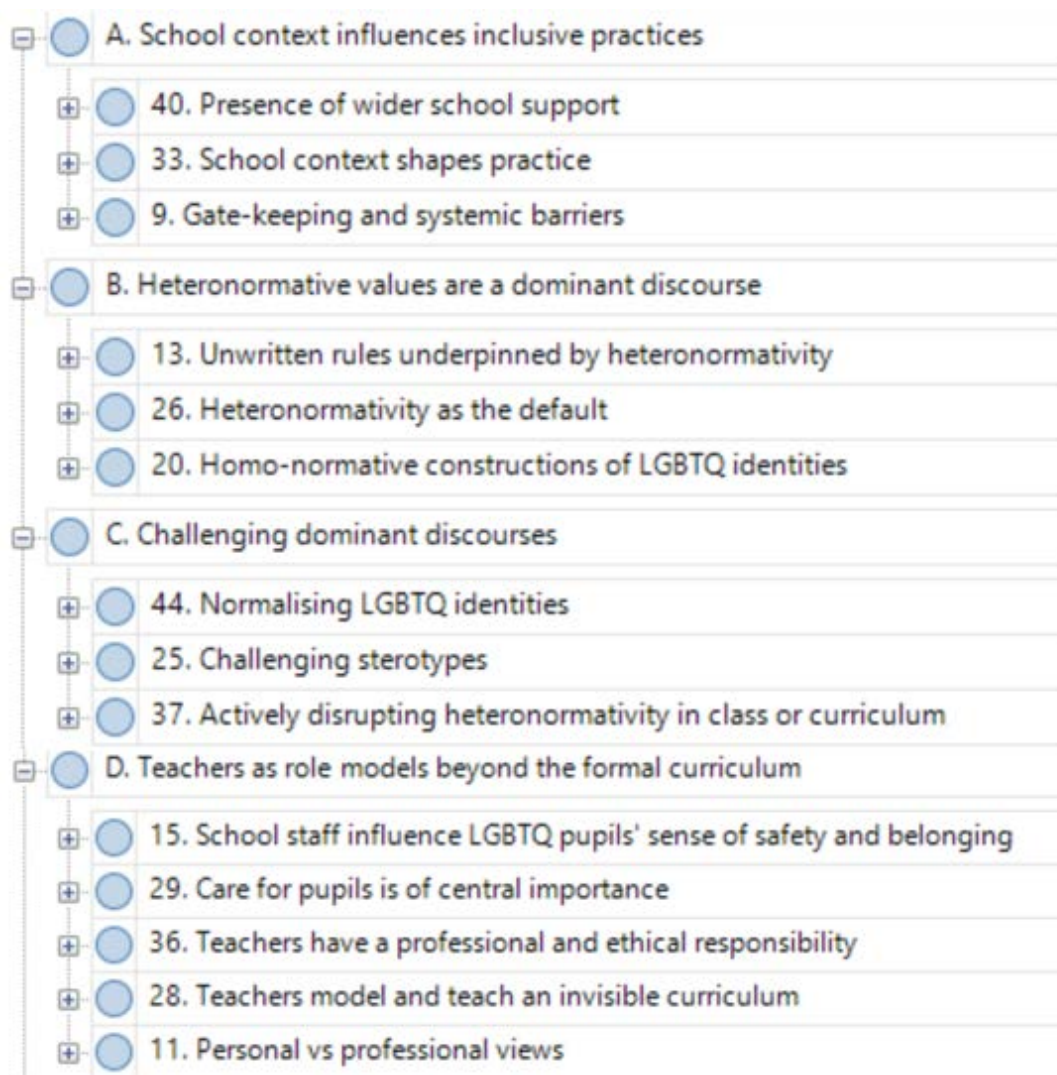 A. School context influences inclusive practices
40. Presence of wider school support
33. School context shapes practice
9. Gate-keeping and systemic barriers
B. Heteronormative values are a dominant discourse
13. Unwritten rules underpinned by heteronormativity
26. Heteronormativity as the default
20. Homo-normative constructions of LGBTQ identities
C. Challenging dominant discourses
44. Normalising LGBTQ identities
25. Challenging sterotypes
37. Actively disrupting heteronormativity in class or curriculum
D. Teachers as role models beyond the formal curriculum
15. School staff influence LGBTQ pupils' sense of safety and belonging
29. Care for pupils is of central importance
36. Teachers have a professional and ethical responsibility
28. Teachers model and teach an invisible curriculum
11. Personal vs professional views